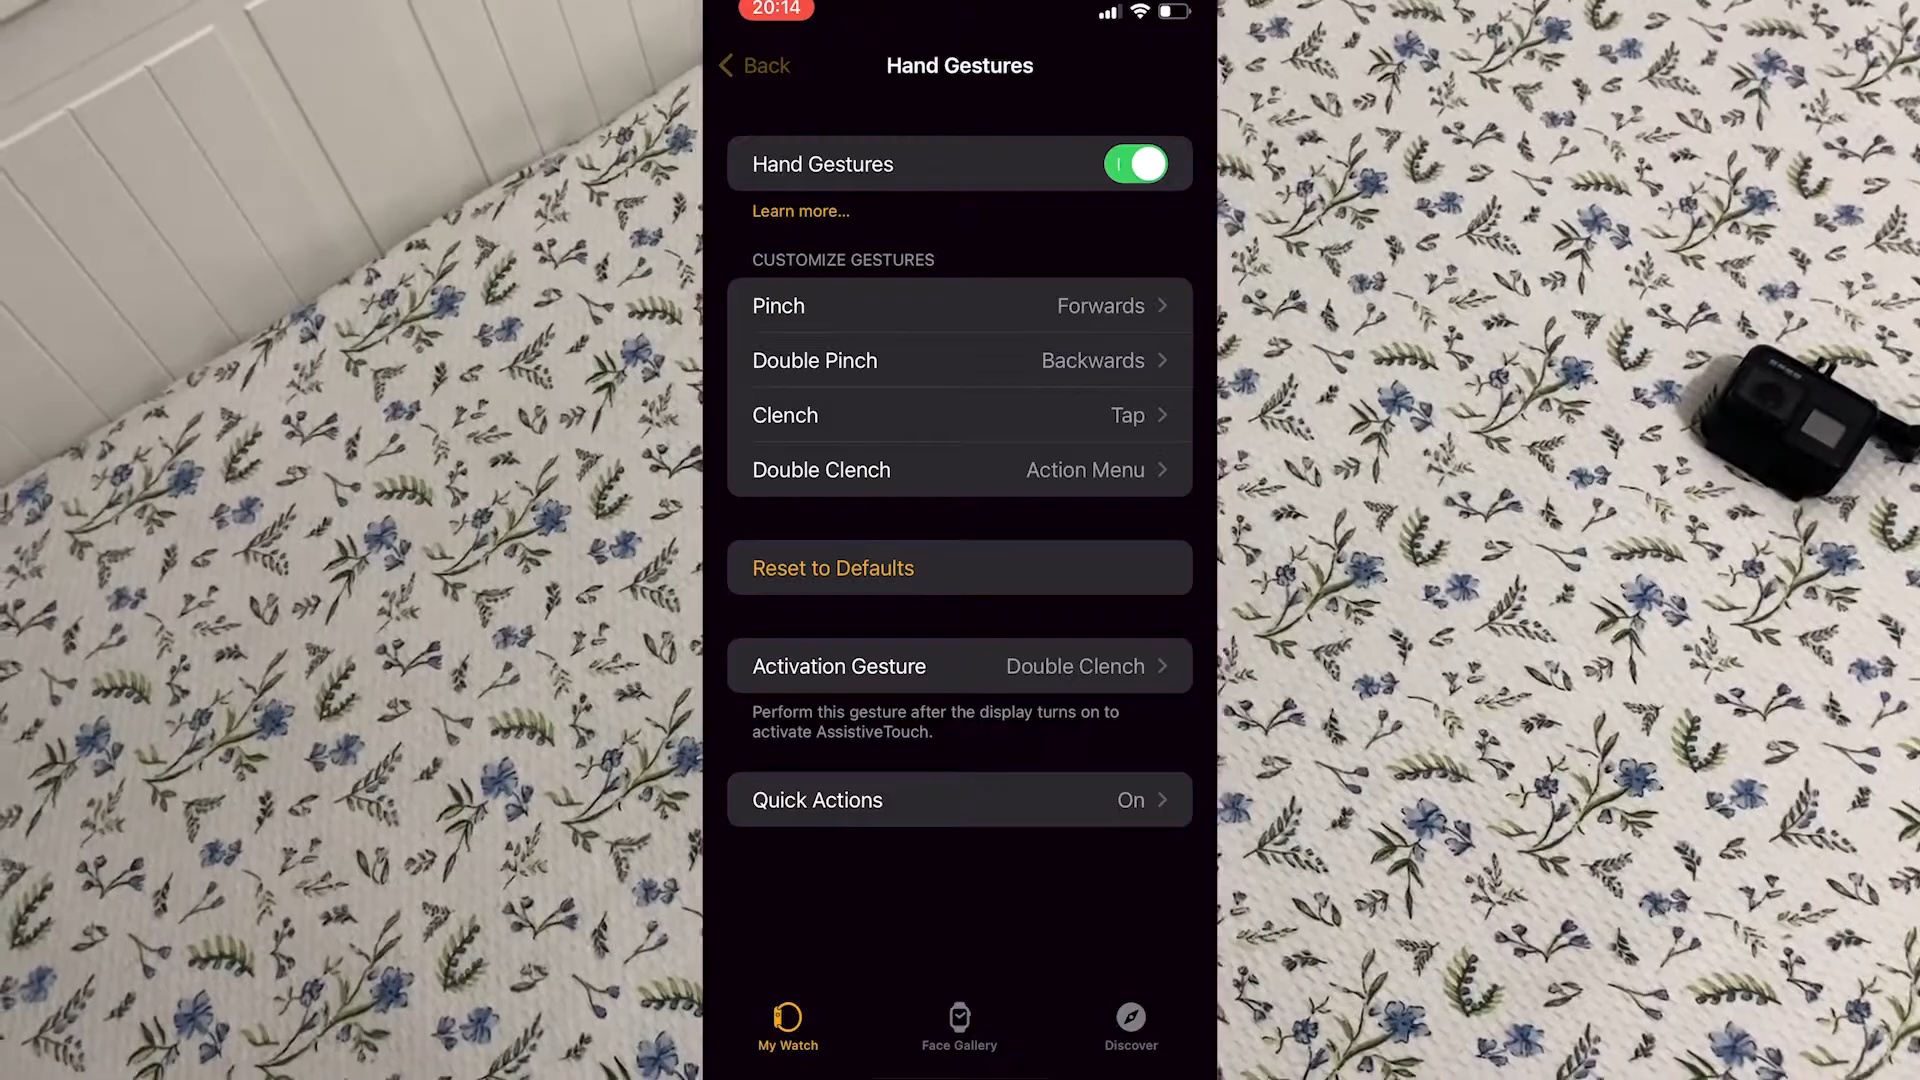 20:14
Back
Hand Gestures
Hand Gestures
Learn more...
CUSTOMIZE GESTURES
Pinch Forwards
Double Pinch Backwards
Clench Tap
Double Clench Action Menu
Reset to Defaults
Activation Gesture Double Clench
Perform this gesture after the display turns on to
activate AssistiveTouch.
Quick Actions On
My Watch Face Gallery Discover